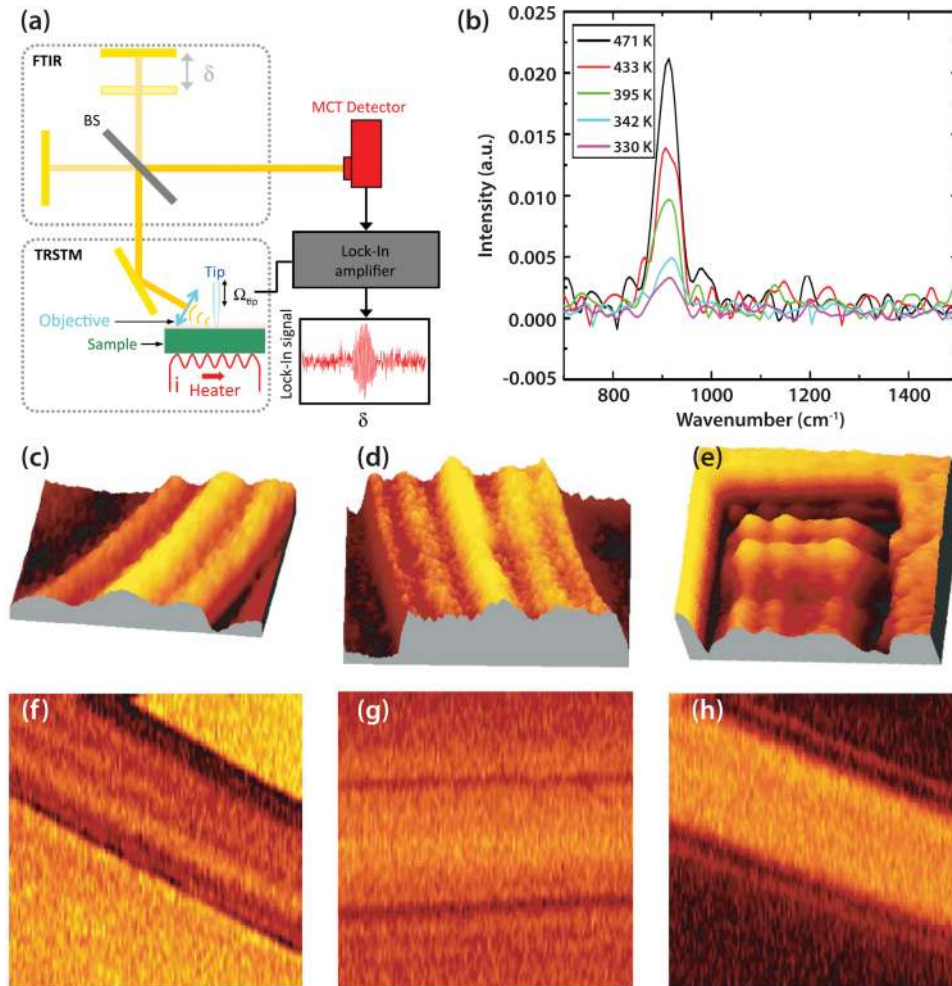 (a)
FTIR
δ
BS
MCT Detector
TRSTM
Tip
Ω_tip
Objective
Sample
i
Heater
Lock-In
amplifier
Lock-In signal
δ
(b)
0.025
0.020
0.015
0.010
0.005
0.000
-0.005
Intensity (a.u.)
471 K
433 K
395 K
342 K
330 K
800 1000 1200 1400
Wavenumber (cm⁻¹)
(c)
(d)
(e)
(f)
(g)
(h)